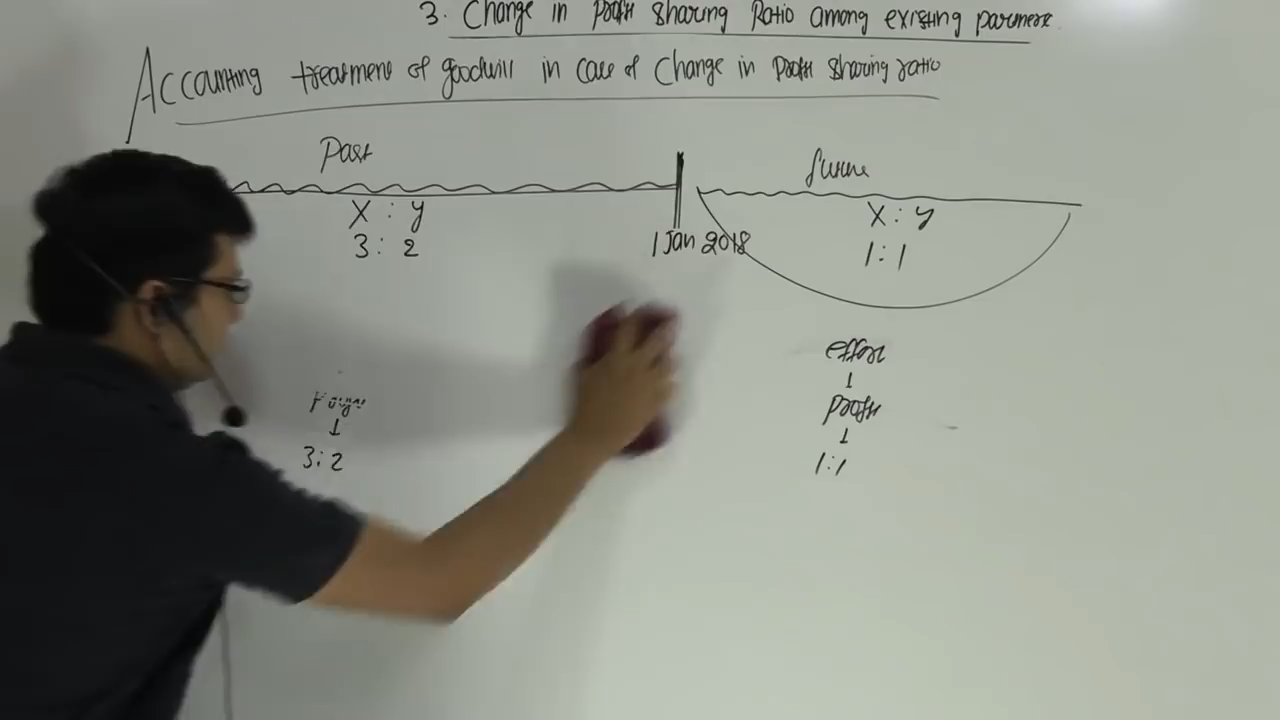 3. Change in Profit Sharing Ratio among existing partners
Accounting treatment of goodwill in case of Change in Profit sharing ratio
Past
future
X : Y
3 : 2
1 Jan 2018
X : Y
1 : 1
effort
profit
3:2
1:1